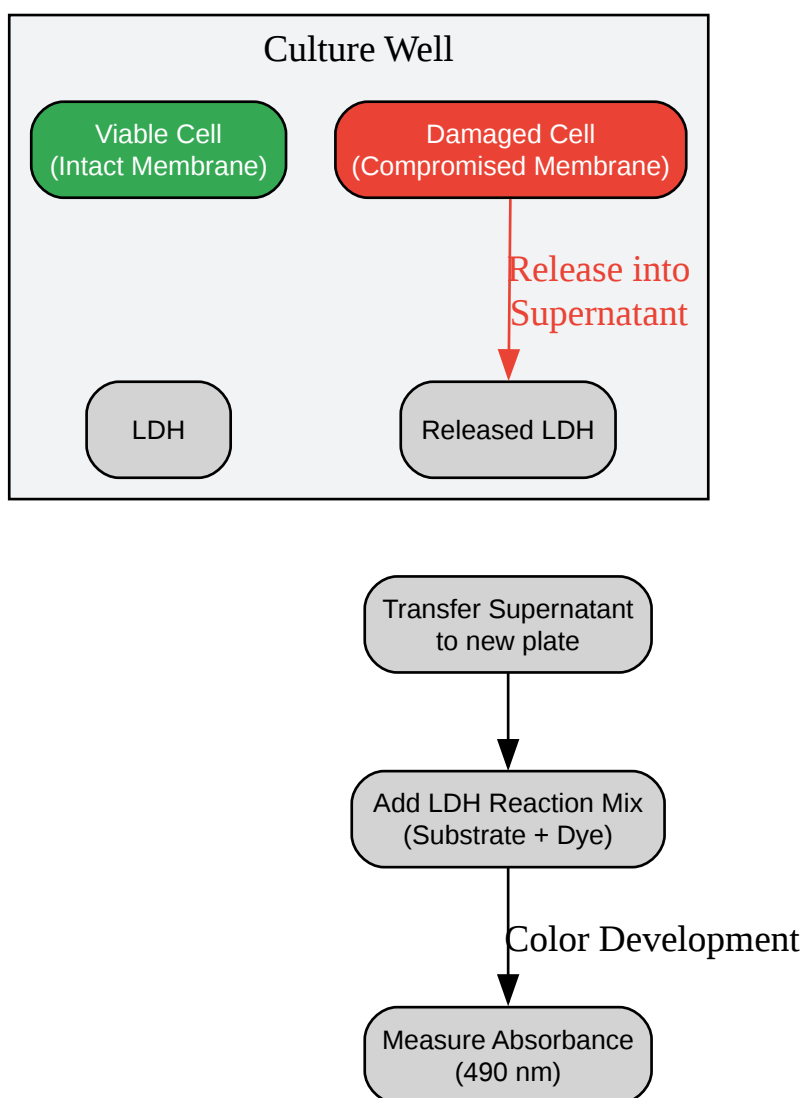 Culture Well
Viable Cell
(Intact Membrane)
Damaged Cell
(Compromised Membrane)
Release into
Supernatant
LDH
Released LDH
Transfer Supernatant
to new plate
Add LDH Reaction Mix
(Substrate + Dye)
Color Development
Measure Absorbance
(490 nm)